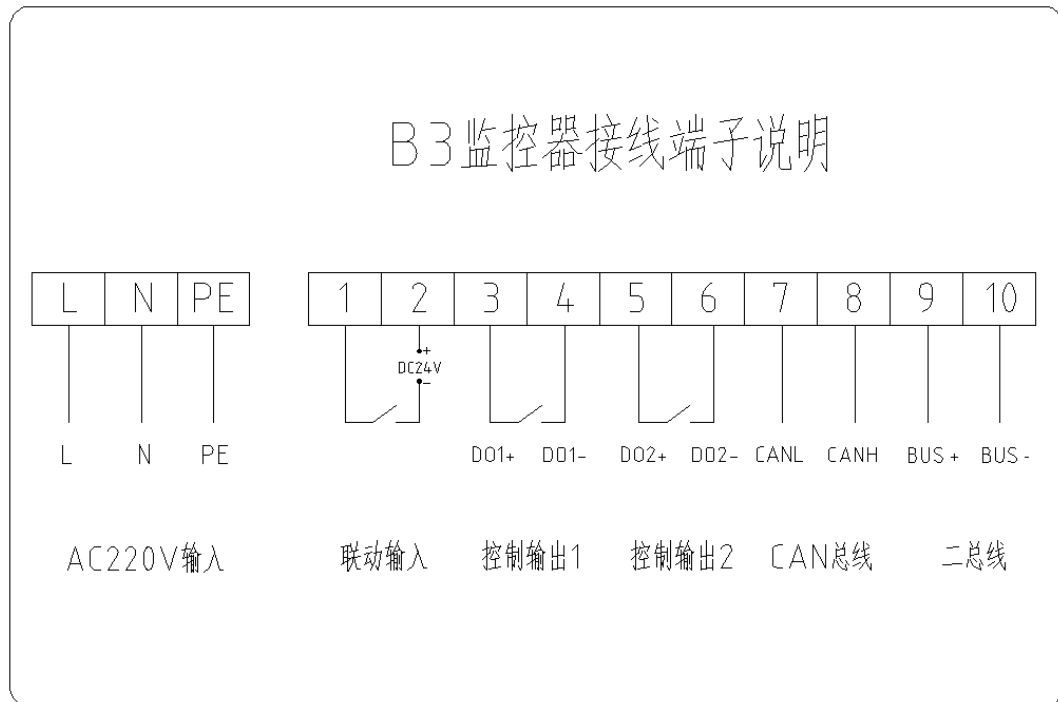 B3监控器接线端子说明
L N PE 1 2 3 4 5 6 7 8 9 10
+
DC24V
-
L N PE DO1+ DO1- DO2+ DO2- CANL CANH BUS+ BUS-
AC220V输入 联动输入 控制输出1 控制输出2 CAN总线 二总线